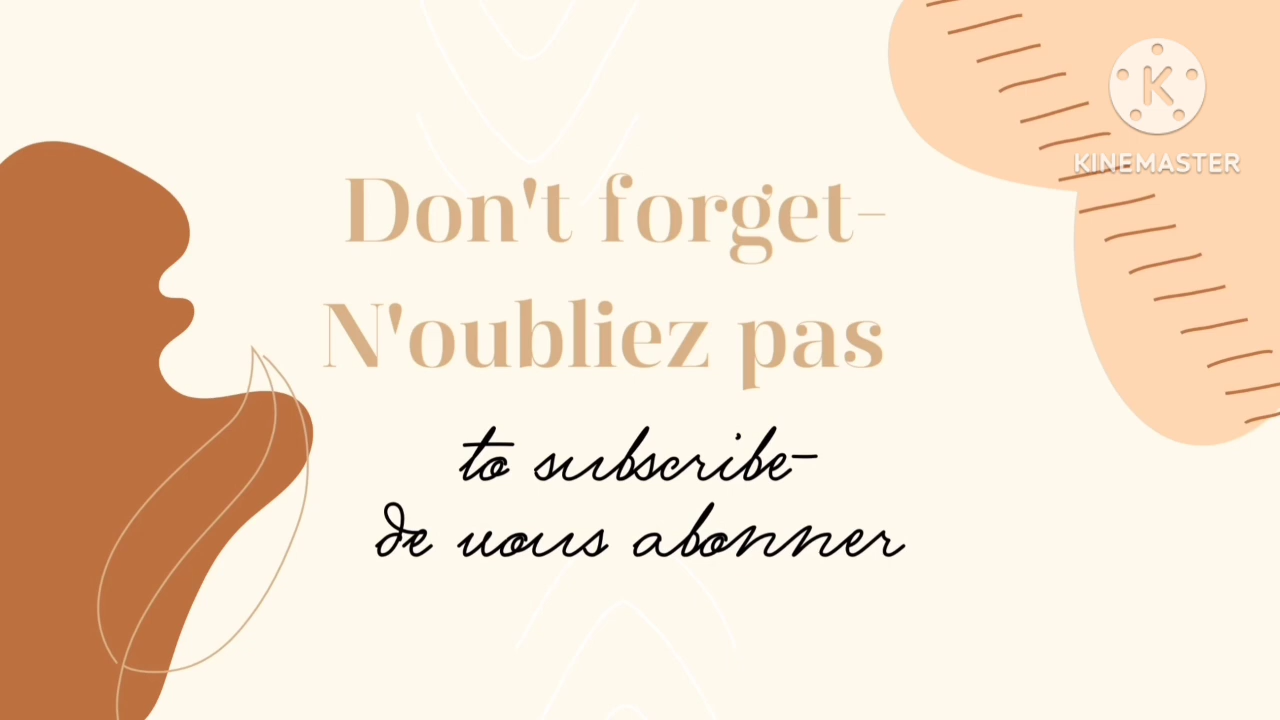 K
KINEMASTER
Don't forget-
N'oubliez pas
to subscribe-
de vous abonner